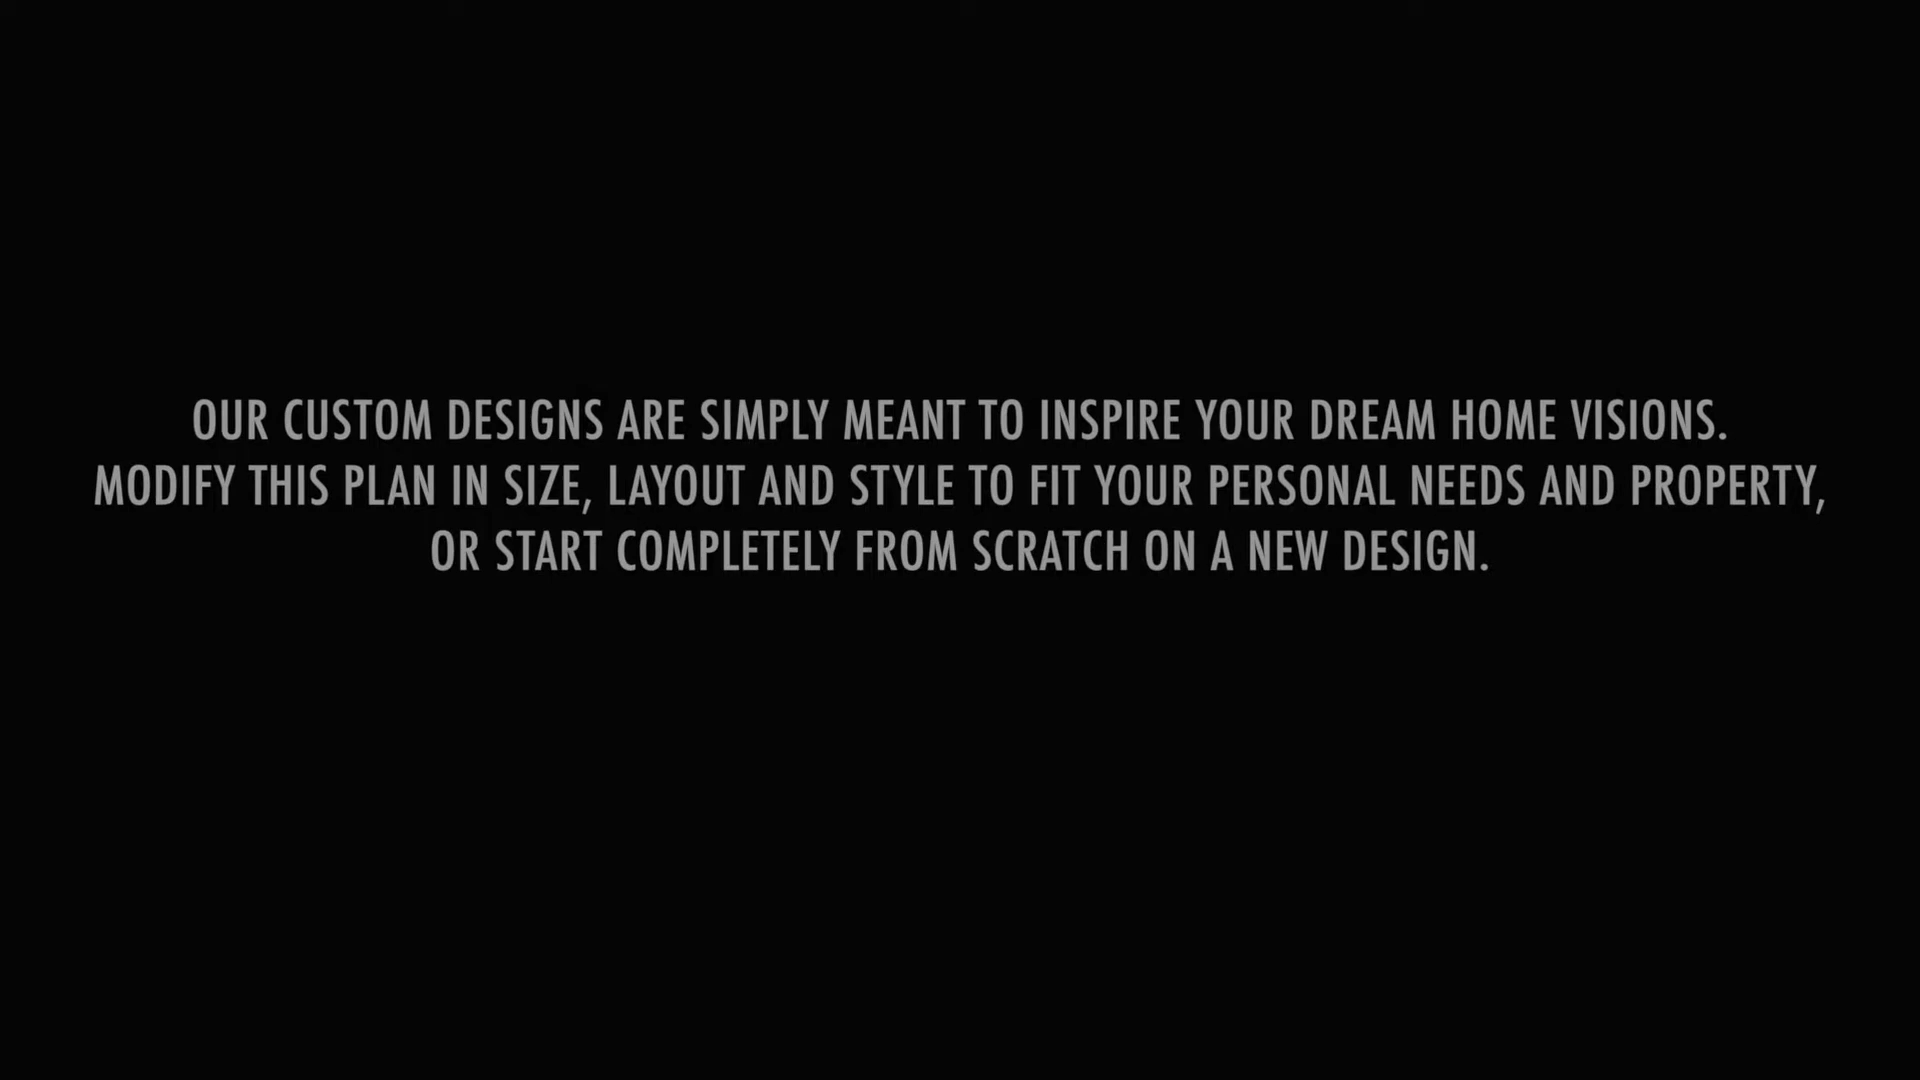 OUR CUSTOM DESIGNS ARE SIMPLY MEANT TO INSPIRE YOUR DREAM HOME VISIONS.
MODIFY THIS PLAN IN SIZE, LAYOUT AND STYLE TO FIT YOUR PERSONAL NEEDS AND PROPERTY,
OR START COMPLETELY FROM SCRATCH ON A NEW DESIGN.